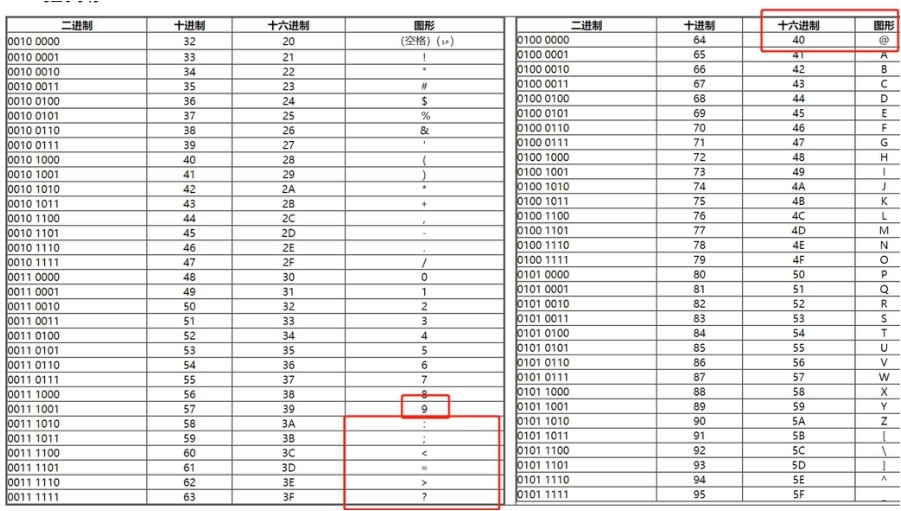 二进制 十进制 十六进制 图形
0010 0000 32 20 (空格) (SP)
0010 0001 33 21 !
0010 0010 34 22 "
0010 0011 35 23 #
0010 0100 36 24 $
0010 0101 37 25 %
0010 0110 38 26 &
0010 0111 39 27 '
0010 1000 40 28 (
0010 1001 41 29 )
0010 1010 42 2A *
0010 1011 43 2B +
0010 1100 44 2C ,
0010 1101 45 2D -
0010 1110 46 2E .
0010 1111 47 2F /
0011 0000 48 30 0
0011 0001 49 31 1
0011 0010 50 32 2
0011 0011 51 33 3
0011 0100 52 34 4
0011 0101 53 35 5
0011 0110 54 36 6
0011 0111 55 37 7
0011 1000 56 38 8
0011 1001 57 39 9
0011 1010 58 3A :
0011 1011 59 3B ;
0011 1100 60 3C <
0011 1101 61 3D =
0011 1110 62 3E >
0011 1111 63 3F ?
二进制 十进制 十六进制 图形
0100 0000 64 40 @
0100 0001 65 41 A
0100 0010 66 42 B
0100 0011 67 43 C
0100 0100 68 44 D
0100 0101 69 45 E
0100 0110 70 46 F
0100 0111 71 47 G
0100 1000 72 48 H
0100 1001 73 49 I
0100 1010 74 4A J
0100 1011 75 4B K
0100 1100 76 4C L
0100 1101 77 4D M
0100 1110 78 4E N
0100 1111 79 4F O
0101 0000 80 50 P
0101 0001 81 51 Q
0101 0010 82 52 R
0101 0011 83 53 S
0101 0100 84 54 T
0101 0101 85 55 U
0101 0110 86 56 V
0101 0111 87 57 W
0101 1000 88 58 X
0101 1001 89 59 Y
0101 1010 90 5A Z
0101 1011 91 5B [
0101 1100 92 5C \
0101 1101 93 5D ]
0101 1110 94 5E ^
0101 1111 95 5F _